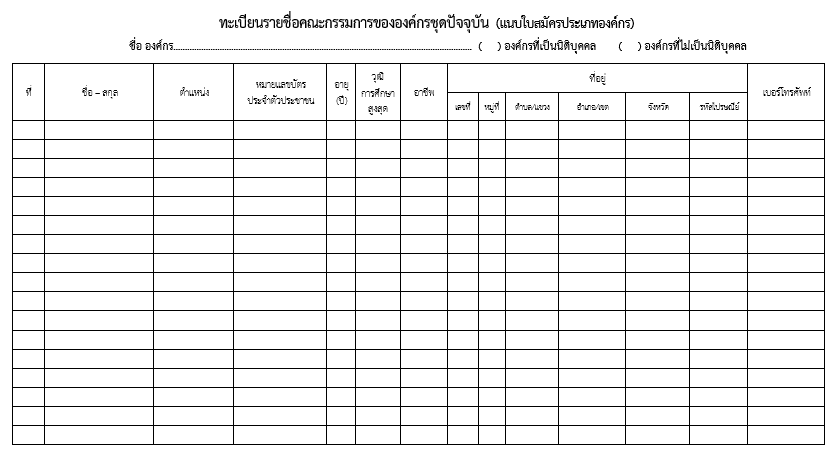 ทะเบียนรายชื่อคณะกรรมการขององค์กรชุดปัจจุบัน (แนบใบสมัครประเภทองค์กร)
ชื่อ องค์กร............................................................................................................ (    ) องค์กรที่เป็นนิติบุคคล (    ) องค์กรที่ไม่เป็นนิติบุคคล
ที่ ชื่อ – สกุล ตำแหน่ง หมายเลขบัตร อายุ วุฒิ อาชีพ ที่อยู่ เบอร์โทรศัพท์
ประจำตัวประชาชน (ปี) การศึกษา
สูงสุด
เลขที่ หมู่ที่ ตำบล/แขวง อำเภอ/เขต จังหวัด รหัสไปรษณีย์